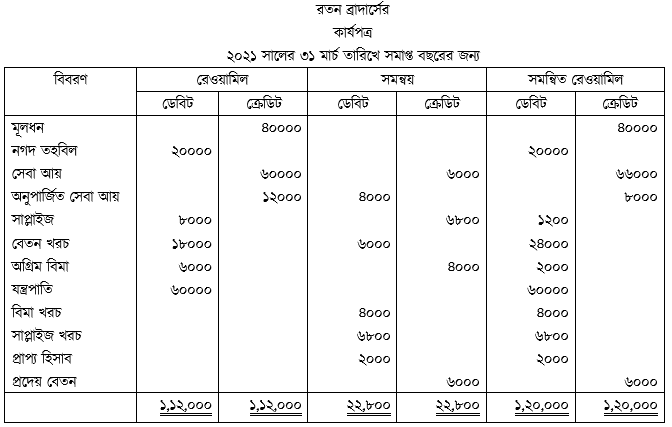 রতন ব্রাদার্সের
কার্যপত্র
২০২১ সালের ৩১ মার্চ তারিখে সমাপ্ত বছরের জন্য
বিবরণ রেওয়ামিল সমন্বয় সমন্বিত রেওয়ামিল
ডেবিট ক্রেডিট ডেবিট ক্রেডিট ডেবিট ক্রেডিট
মূলধন ৪০০০০ ৪০০০০
নগদ তহবিল ২০০০০ ২০০০০
সেবা আয় ৬০০০০ ৬০০০ ৬৬০০০
অনুপার্জিত সেবা আয় ১২০০০ ৪০০০ ৮০০০
সাপ্লাইজ ৮০০০ ৬৮০০ ১২০০
বেতন খরচ ১৮০০০ ৬০০০ ২৪০০০
অগ্রিম বিমা ৬০০০ ৪০০০ ২০০০
যন্ত্রপাতি ৬০০০০ ৬০০০০
বিমা খরচ ৪০০০ ৪০০০
সাপ্লাইজ খরচ ৬৮০০ ৬৮০০
প্রাপ্য হিসাব ২০০০ ২০০০
প্রদেয় বেতন ৬০০০ ৬০০০
১,১২,০০০ ১,১২,০০০ ২২,৮০০ ২২,৮০০ ১,২০,০০০ ১,২০,০০০